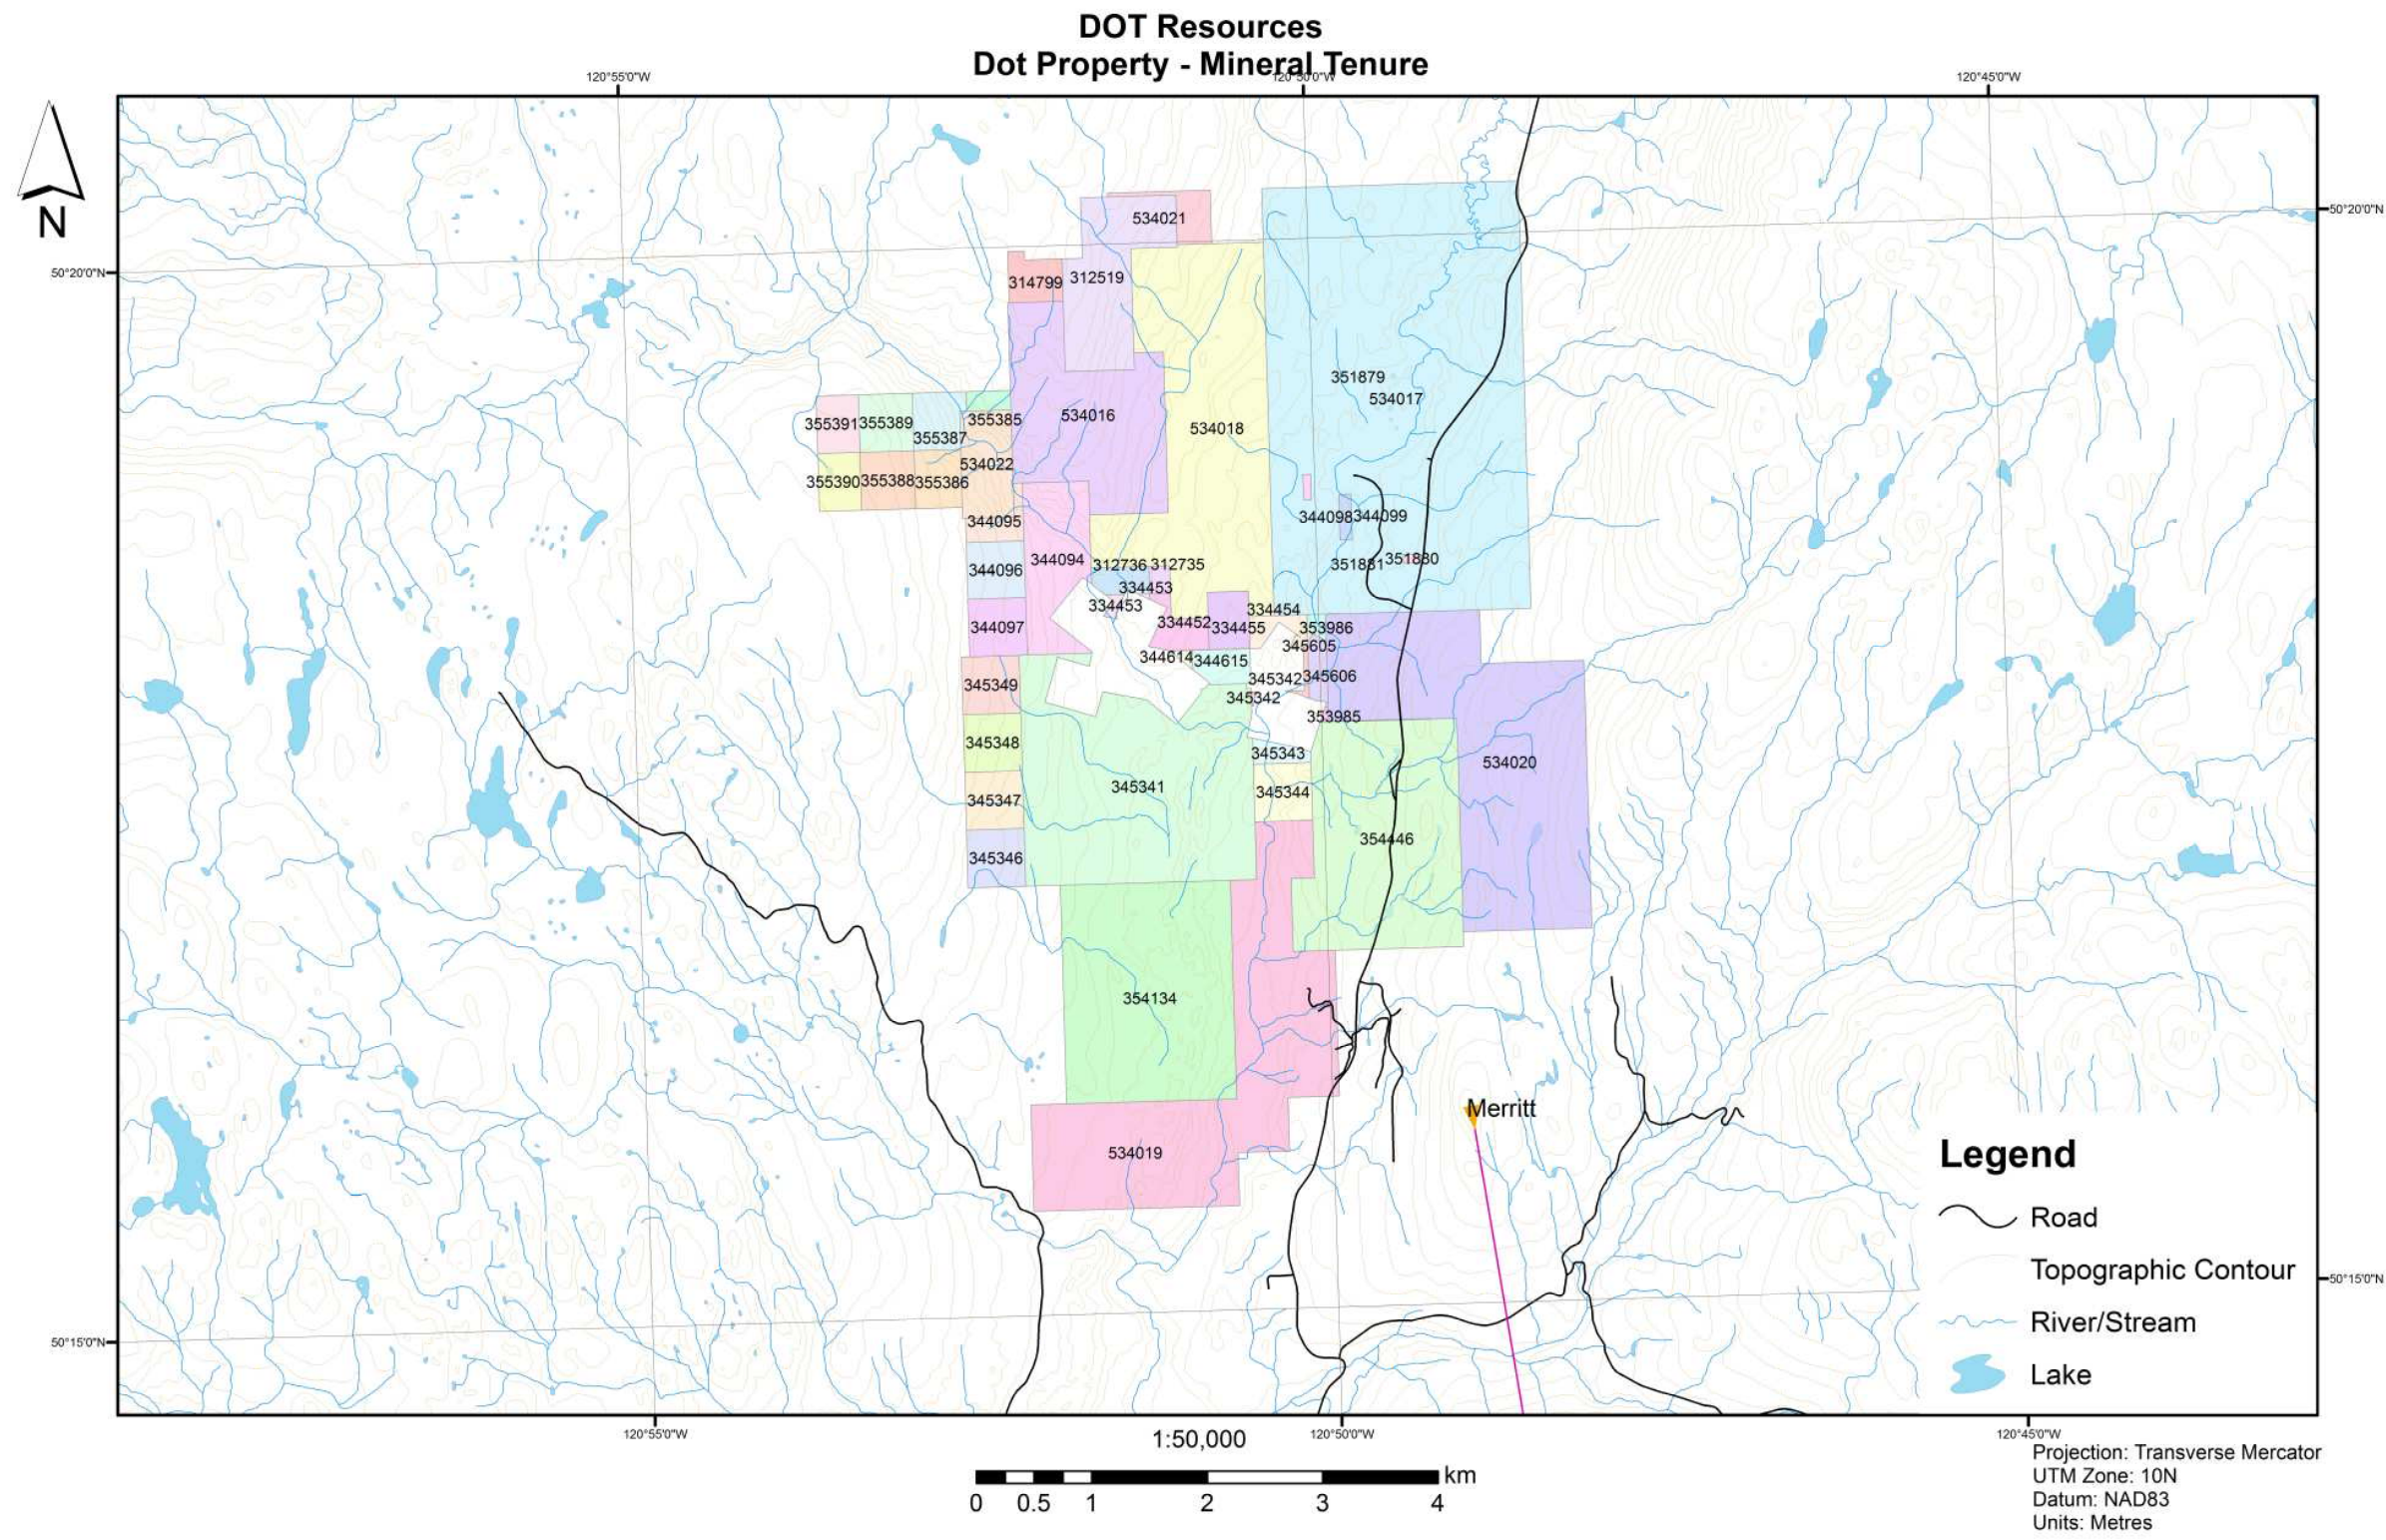 DOT Resources
Dot Property - Mineral Tenure
120°55'0"W
120°50'0"W
120°45'0"W
N
50°20'0"N
50°20'0"N
534021
314799
312519
351879
534017
534016
534018
355391
355389
355387
355385
534022
355390
355388
355386
344095
344098
344099
344094
344096
312736
312735
351881
351880
334453
334453
334454
344097
334452
334455
353986
345605
344614
344615
345342
345606
345349
345342
353985
345348
345343
534020
345341
345344
345347
354446
345346
354134
Merritt
534019
Legend
Road
Topographic Contour
River/Stream
Lake
50°15'0"N
50°15'0"N
120°55'0"W
1:50,000
120°50'0"W
120°45'0"W
km
0 0.5 1 2 3 4
Projection: Transverse Mercator
UTM Zone: 10N
Datum: NAD83
Units: Metres